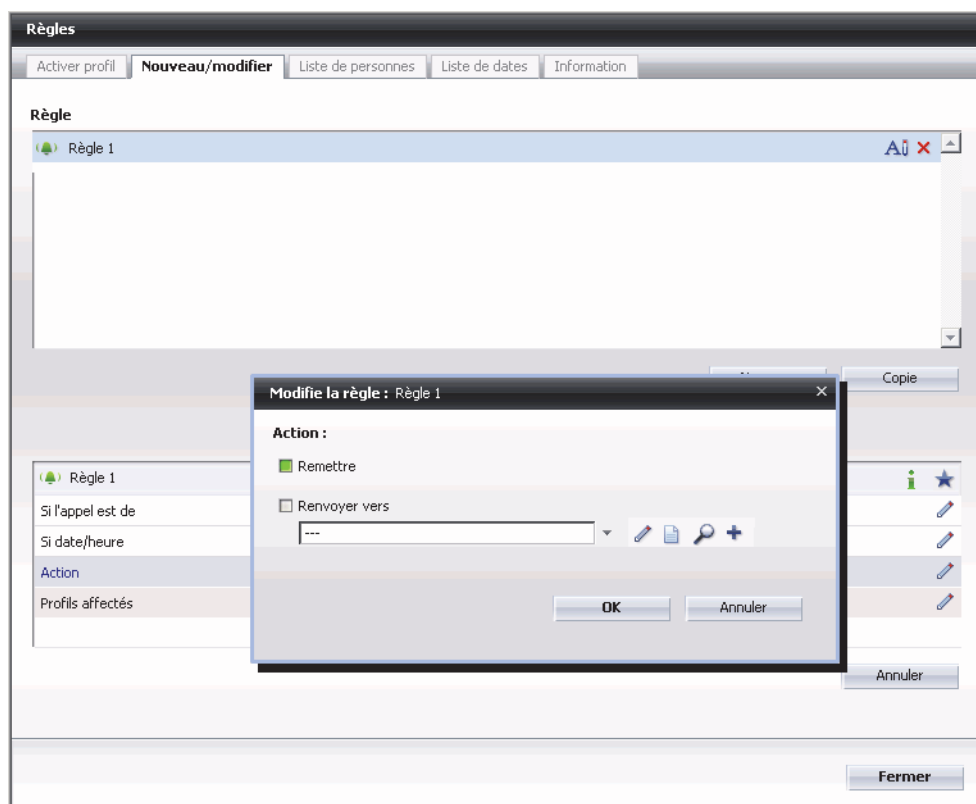 Règles
Activer profil Nouveau/modifier Liste de personnes Liste de dates Information
Règle
Règle 1
Copie
Modifie la règle : Règle 1
Action :
Remettre
Renvoyer vers
---
OK Annuler
Règle 1
Si l'appel est de
Si date/heure
Action
Profils affectés
Annuler
Fermer